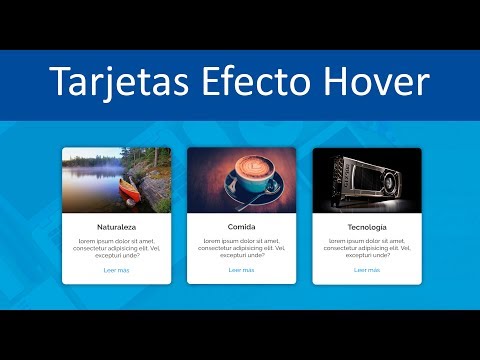 Tarjetas Efecto Hover
Naturaleza
lorem ipsum dolor sit amet,
consectetur adipisicing elit. Vel,
excepturi unde?
Leer más
Comida
lorem ipsum dolor sit amet,
consectetur adipisicing elit. Vel,
excepturi unde?
Leer más
Tecnología
lorem ipsum dolor sit amet,
consectetur adipisicing elit. Vel,
excepturi unde?
Leer más